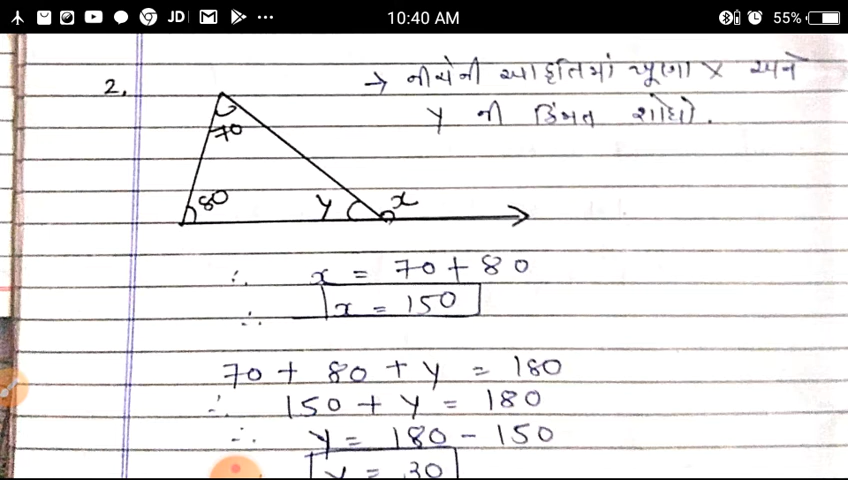 JD
10:40 AM
55%
2.
→ નીચેની આકૃતિમાં ખૂણા X અને
Y ની કિંમત શોધો.
70
80
y
x
∴ x = 70 + 80
∴ x = 150
70 + 80 + y = 180
∴ 150 + y = 180
∴ y = 180 - 150
y = 30